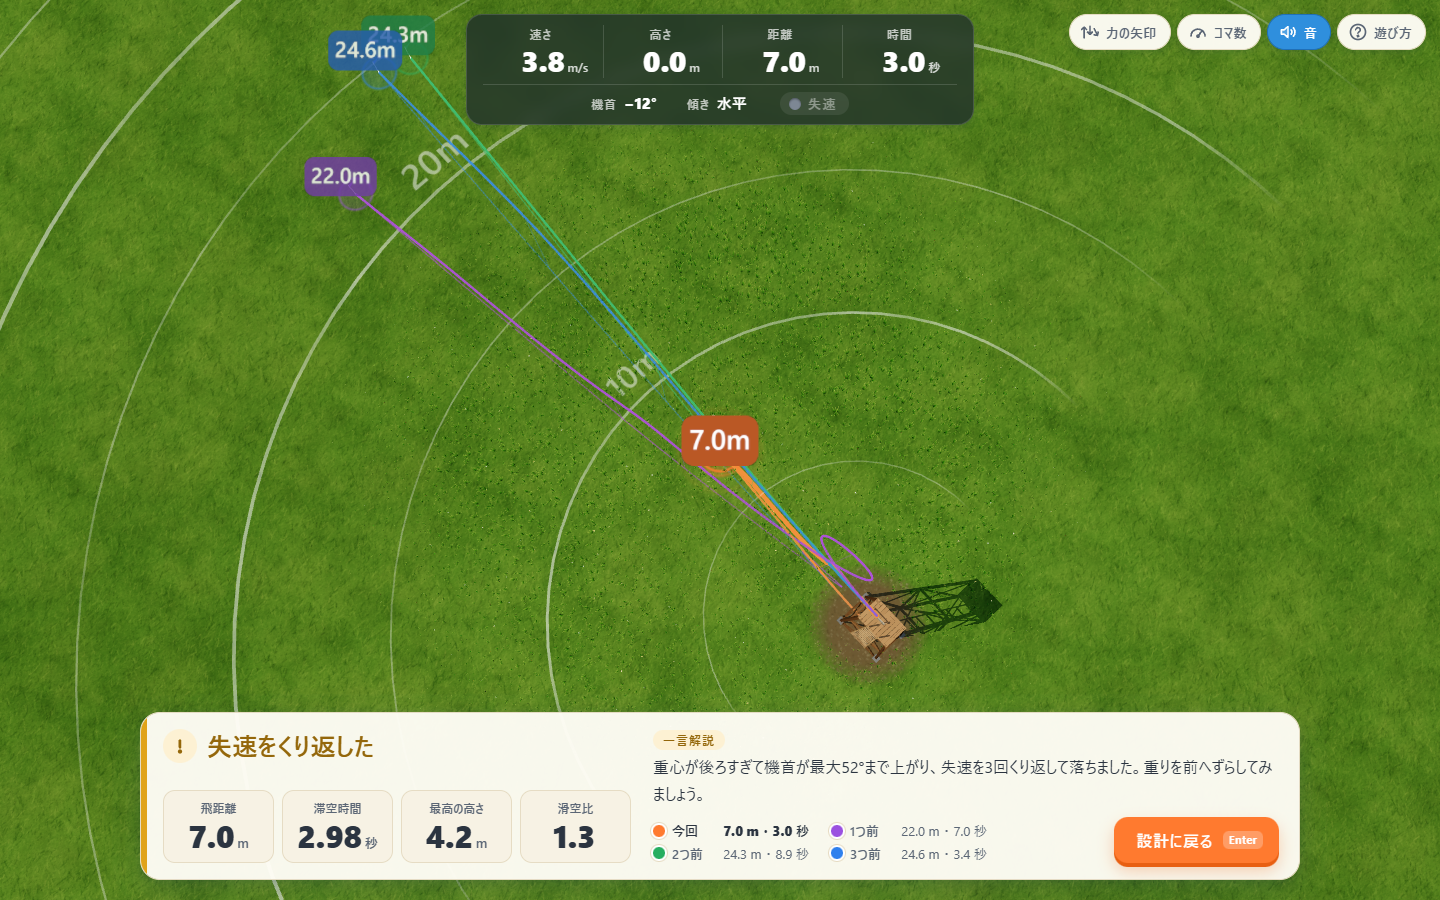 24.3m
24.6m
22.0m
20m
10m
7.0m
速さ 高さ 距離 時間
3.8 m/s 0.0 m 7.0 m 3.0 秒
機首 −12° 傾き 水平 失速
力の矢印 コマ数 音 遊び方
! 失速をくり返した
飛距離 滞空時間 最高の高さ 滑空比
7.0 m 2.98 秒 4.2 m 1.3
一言解説
重心が後ろすぎて機首が最大52°まで上がり、失速を3回くり返して落ちました。重りを前へずらしてみ
ましょう。
今回 7.0 m・3.0 秒 1つ前 22.0 m・7.0 秒
2つ前 24.3 m・8.9 秒 3つ前 24.6 m・3.4 秒
設計に戻る Enter